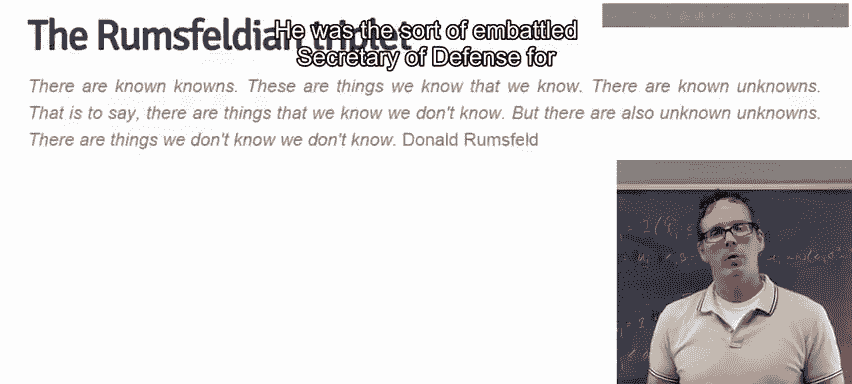 The Rumsfeldian triplet
He was the sort of embattled
Secretary of Defense for
There are known knowns. These are things we know that we know. There are known unknowns.
That is to say, there are things that we know we don't know. But there are also unknown unknowns.
There are things we don't know we don't know. Donald Rumsfeld